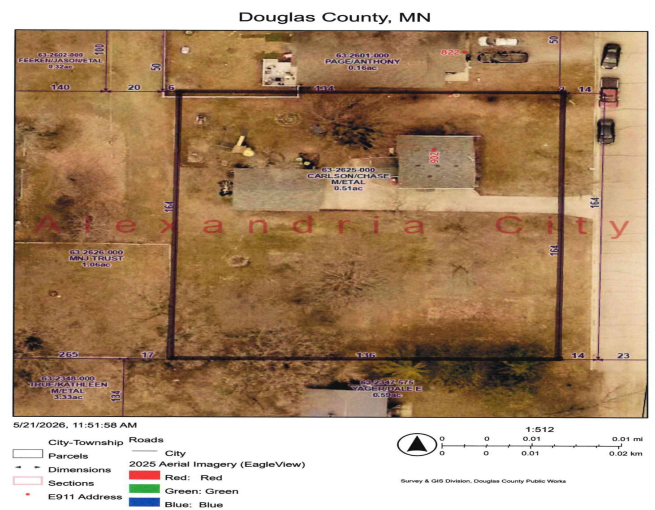 Douglas County, MN
63-2602-000
FEEKEN/JASON/ETAL
0.32ac
100
50
63-2601-000
PAGE/ANTHONY
0.16ac
822
50
140
20
6
134
14
63-2625-000
CARLSON/CHASE
M/ETAL
0.51ac
164
164
164
Alexandria City
63-2626-000
MNJ TRUST
1.06ac
265
17
136
14
23
63-2348-000
TRUE/KATHLEEN
M/ETAL
3.33ac
134
YAGER/DALE E
0.59ac
5/21/2026, 11:51:58 AM
City-Township
Parcels
Dimensions
Sections
E911 Address
Roads
City
2025 Aerial Imagery (EagleView)
Red: Red
Green: Green
Blue: Blue
1:512
0 0 0.01 0.01 mi
0 0 0.01 0.02 km
Survey & GIS Division, Douglas County Public Works